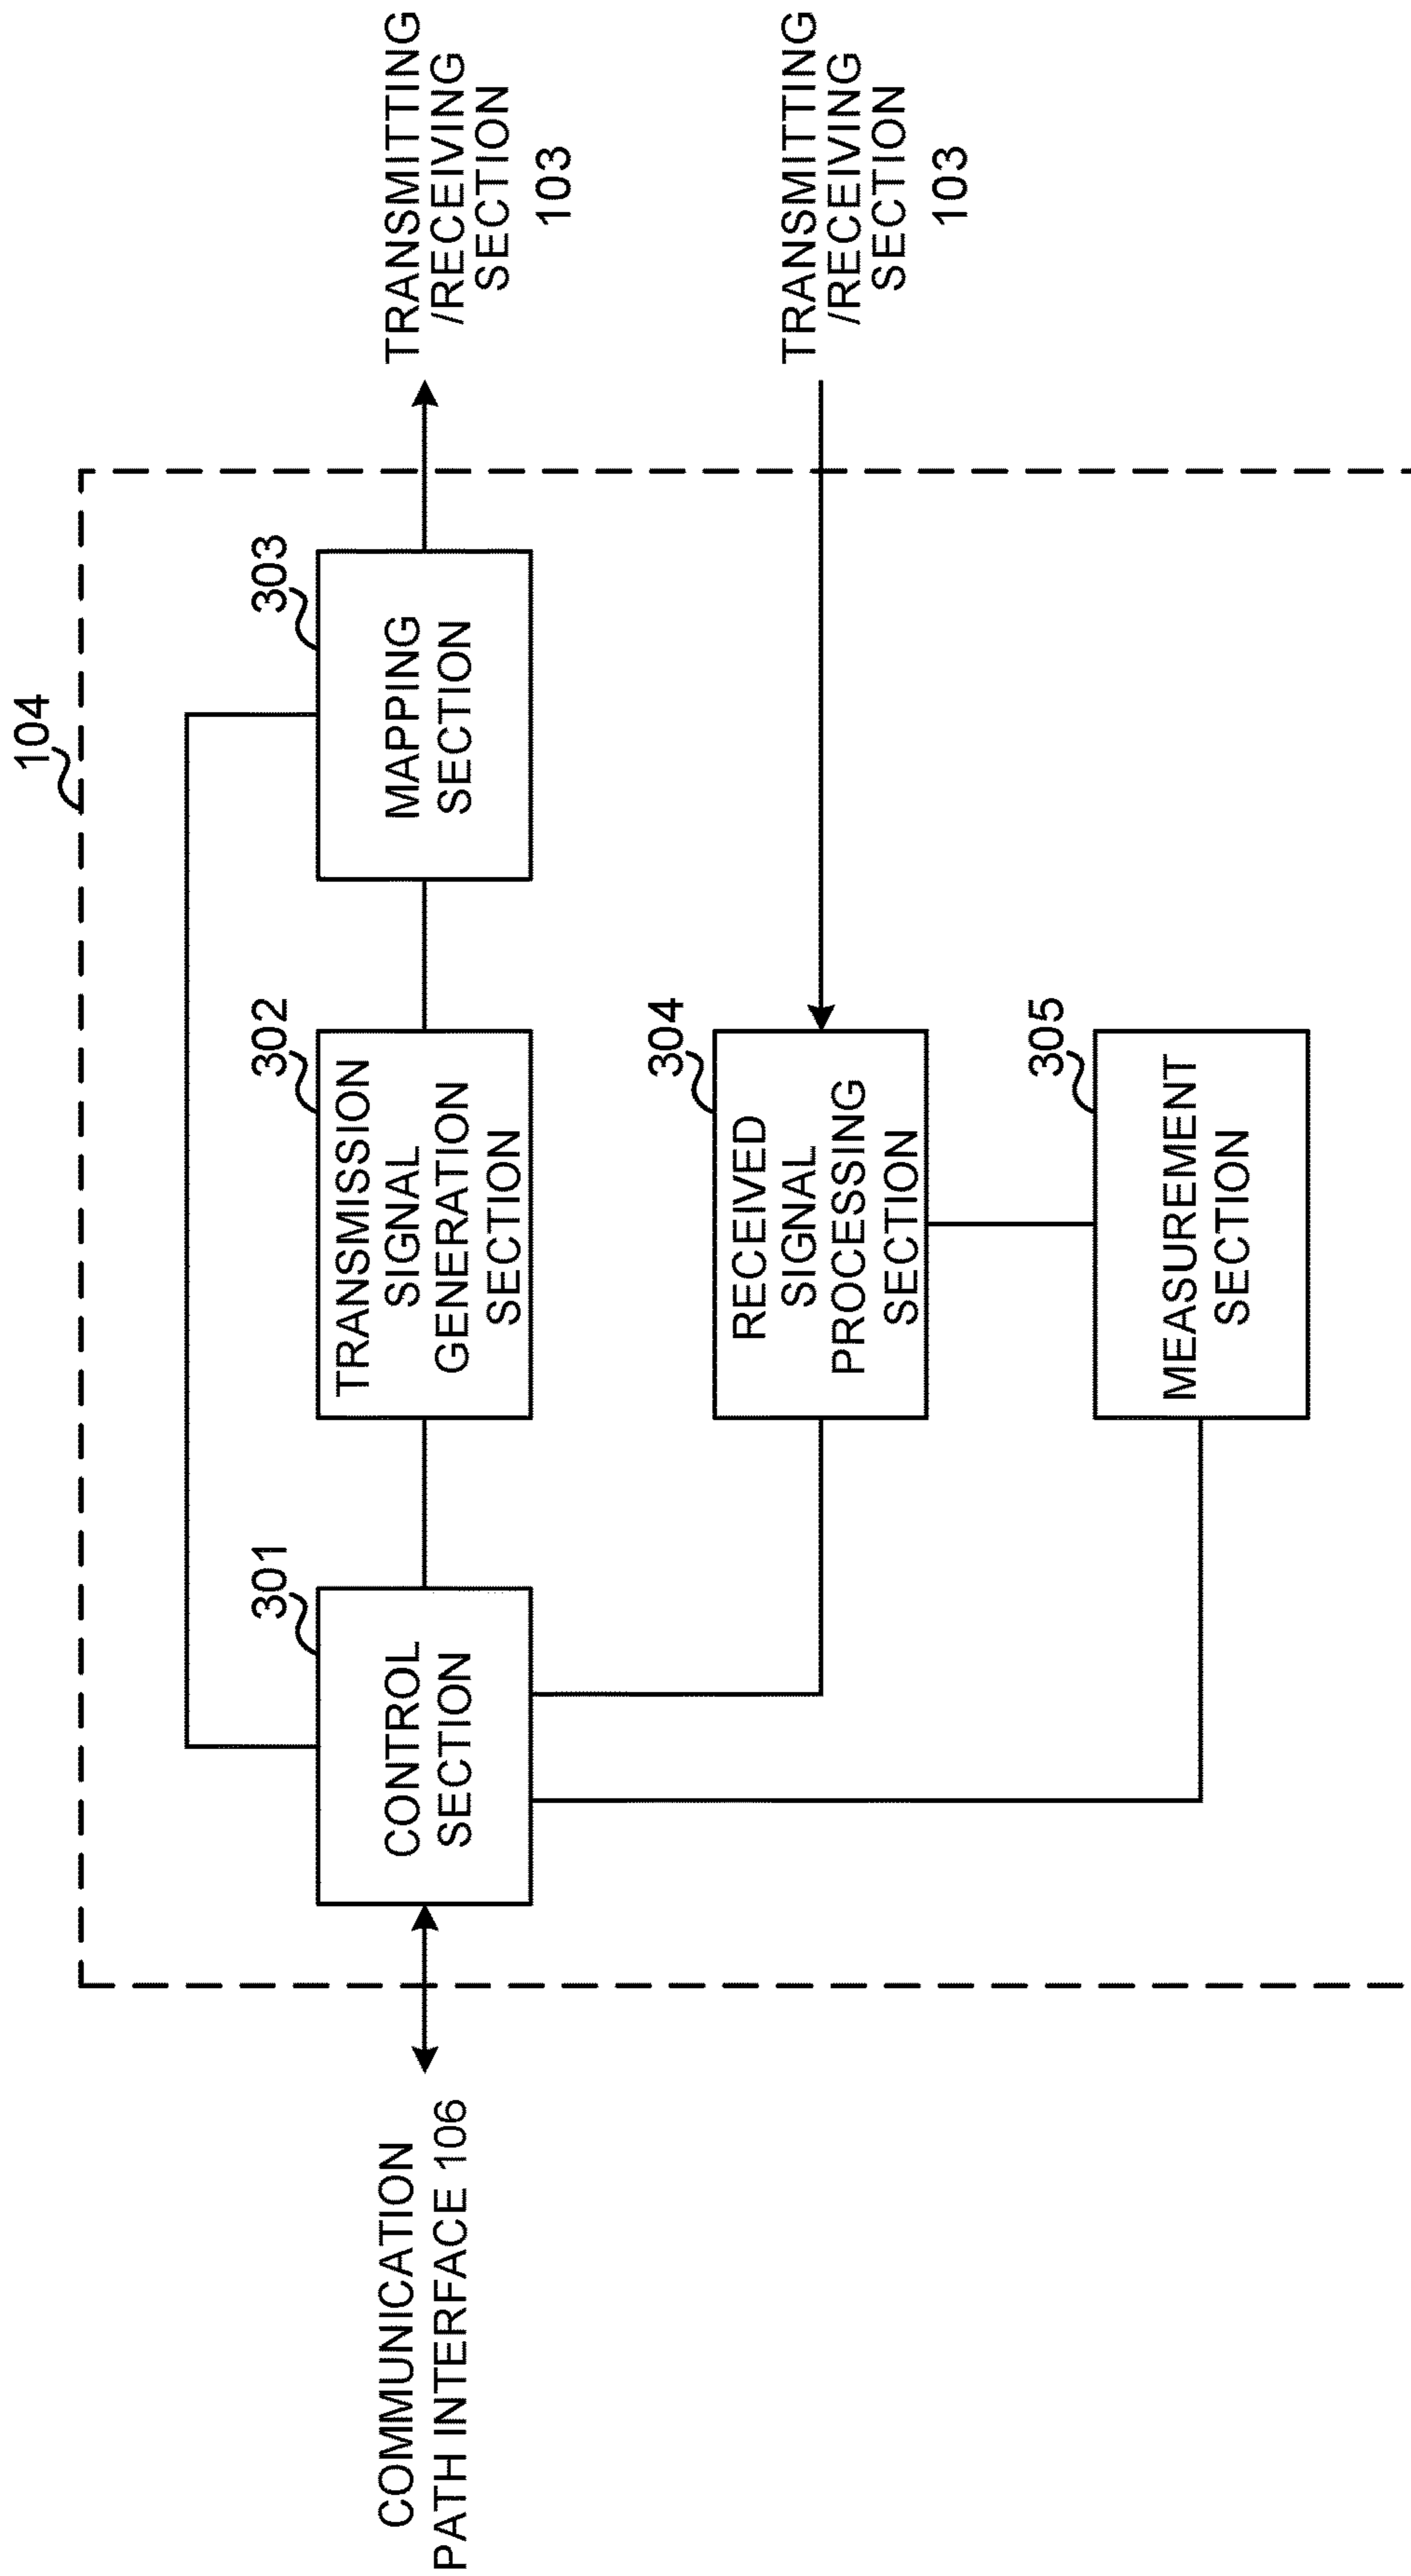 104
COMMUNICATION
PATH INTERFACE 106
301
CONTROL
SECTION
302
TRANSMISSION
SIGNAL
GENERATION
SECTION
303
MAPPING
SECTION
TRANSMITTING
/RECEIVING
SECTION
103
304
RECEIVED
SIGNAL
PROCESSING
SECTION
TRANSMITTING
/RECEIVING
SECTION
103
305
MEASUREMENT
SECTION